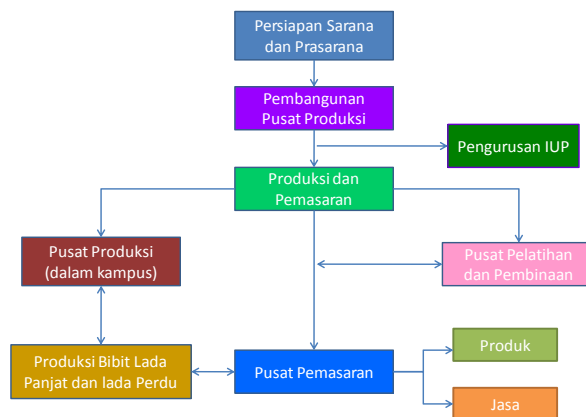 Persiapan Sarana
dan Prasarana
Pembangunan
Pusat Produksi
Pengurusan IUP
Produksi dan
Pemasaran
Pusat Produksi
(dalam kampus)
Pusat Pelatihan
dan Pembinaan
Produksi Bibit Lada
Panjat dan lada Perdu
Pusat Pemasaran
Produk
Jasa